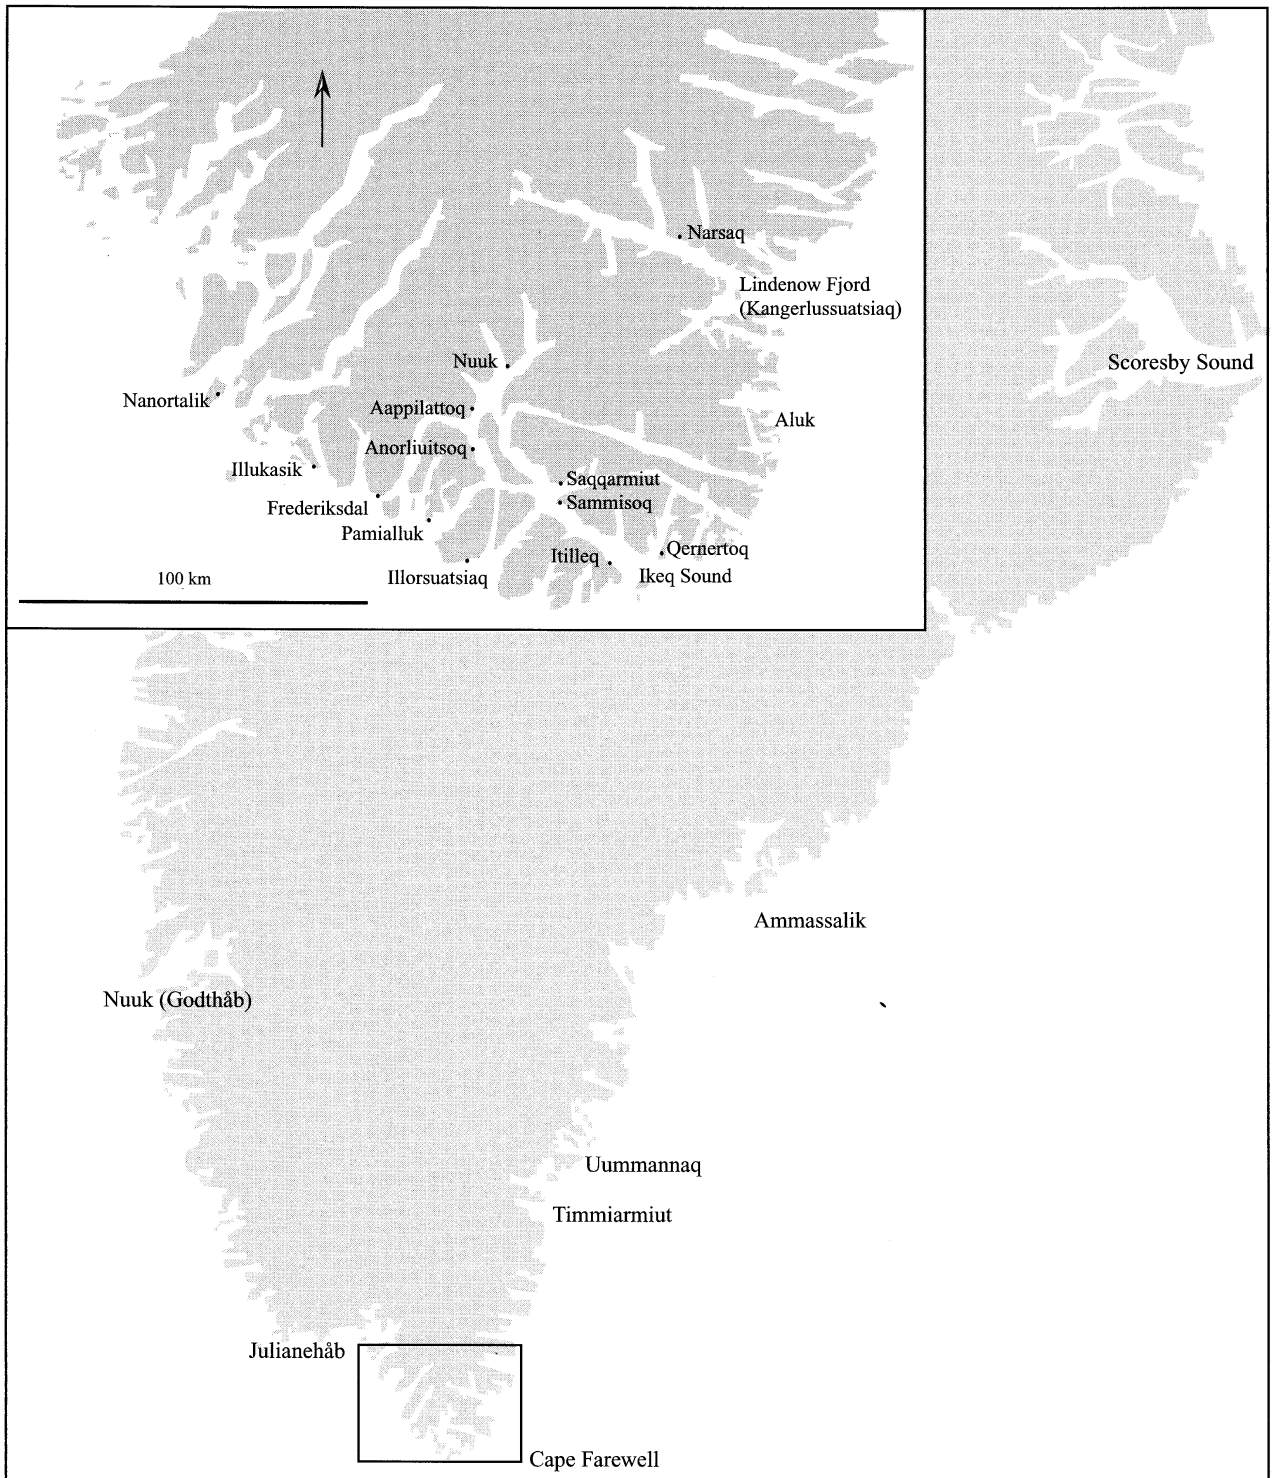 Narsaq
Lindenow Fjord
(Kangerlussuatsiaq)
Nuuk
Scoresby Sound
Nanortalik
Aappilattoq
Aluk
Anorliuitsoq
Illukasik
Saqqarmiut
Frederiksdal
Sammisoq
Pamialluk
Itilleq
Qernertoq
Illorsuatsiaq
Ikeq Sound
100 km
Ammassalik
Nuuk (Godthåb)
Uummannaq
Timmiarmiut
Julianehåb
Cape Farewell